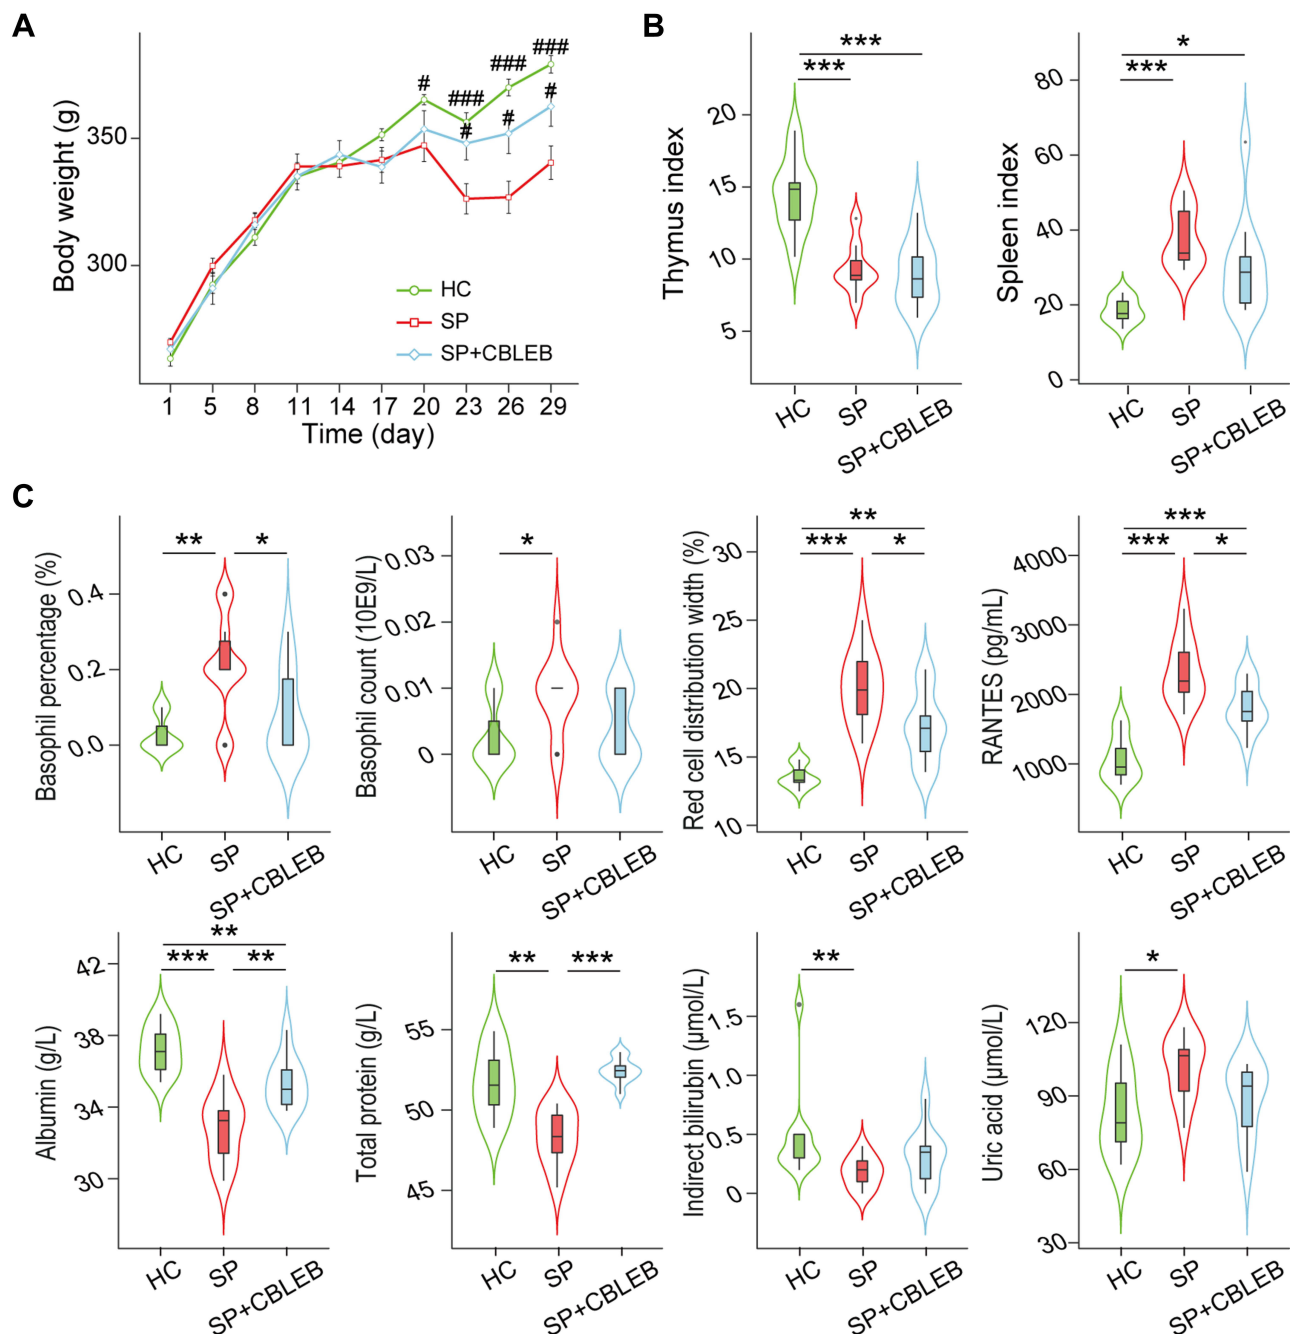 A
Body weight (g)
350
300
#
###
#
###
#
###
#
HC
SP
SP+CBLEB
1 5 8 11 14 17 20 23 26 29
Time (day)
B
Thymus index
20
15
10
5
***
***
HC SP SP+CBLEB
Spleen index
80
60
40
20
0
*
***
HC SP SP+CBLEB
C
Basophil percentage (%)
0.4
0.2
0.0
** *
HC SP SP+CBLEB
Basophil count (10E9/L)
0.03
0.02
0.01
0
*
HC SP SP+CBLEB
Red cell distribution width (%)
30
25
20
15
10
**
*** *
HC SP SP+CBLEB
RANTES (pg/mL)
4000
3000
2000
1000
***
*** *
HC SP SP+CBLEB
Albumin (g/L)
42
38
34
30
**
*** **
HC SP SP+CBLEB
Total protein (g/L)
55
50
45
** ***
HC SP SP+CBLEB
Indirect bilirubin (μmol/L)
1.5
1.0
0.5
0
**
HC SP SP+CBLEB
Uric acid (μmol/L)
120
90
60
30
*
HC SP SP+CBLEB